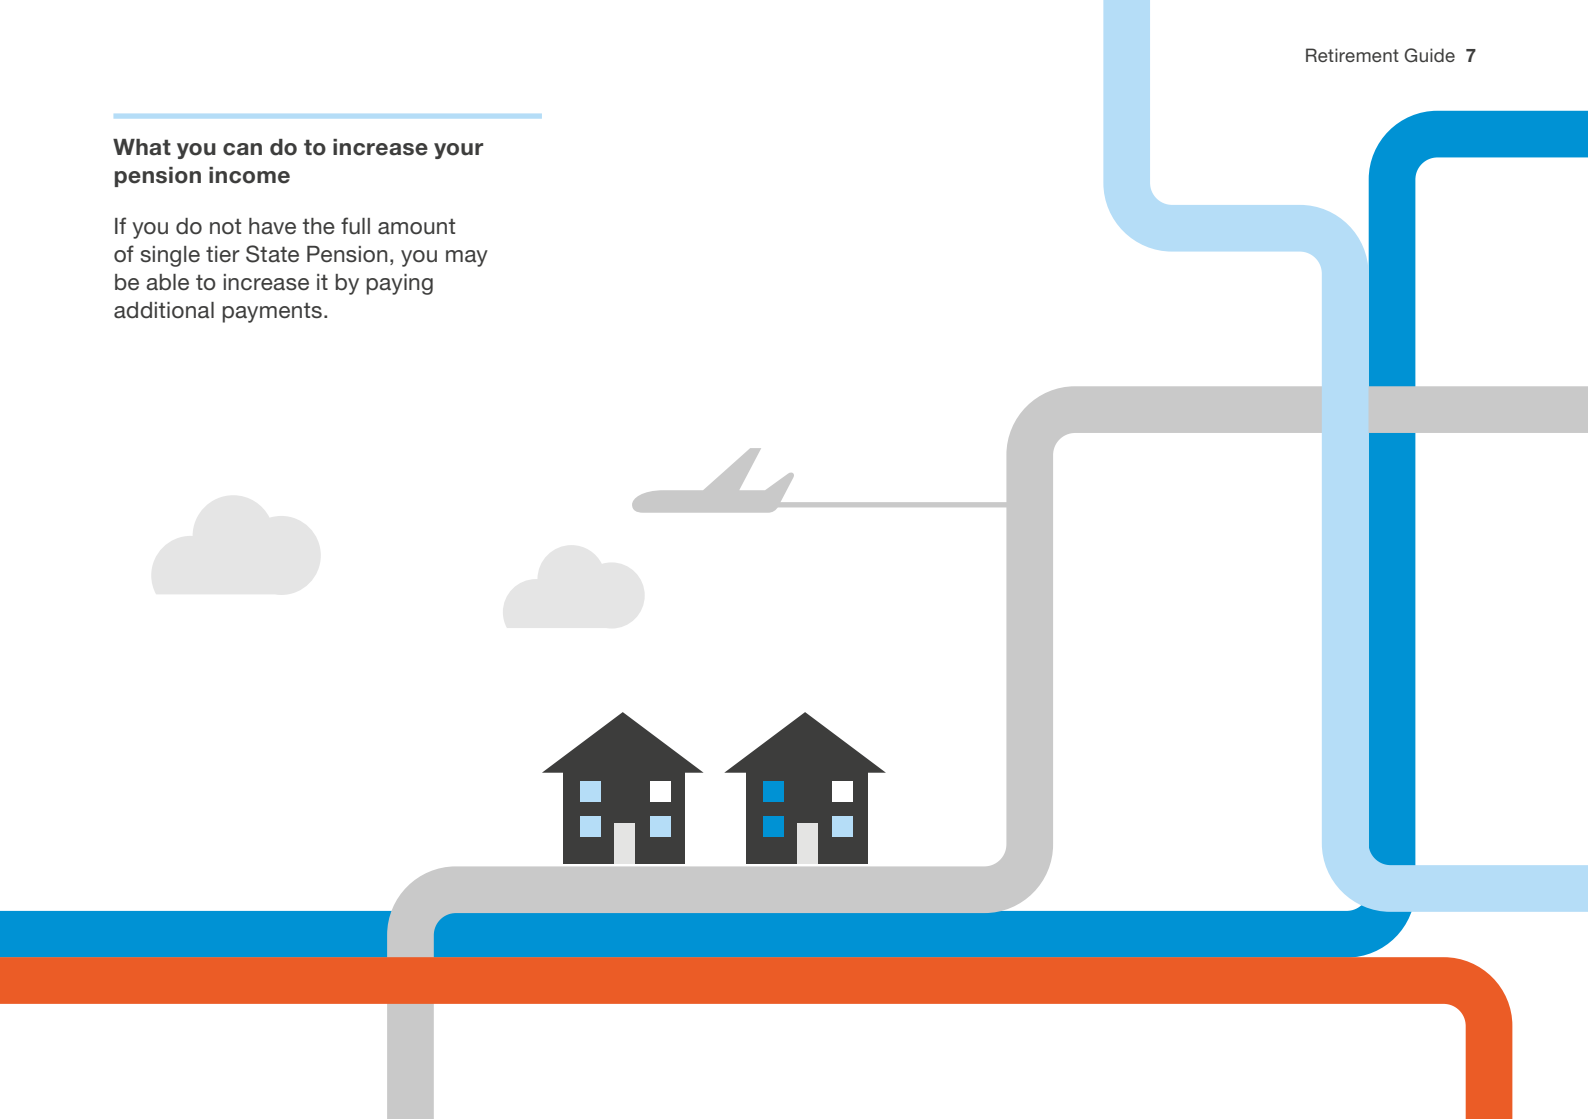 Retirement Guide 7
What you can do to increase your
pension income
If you do not have the full amount
of single tier State Pension, you may
be able to increase it by paying
additional payments.